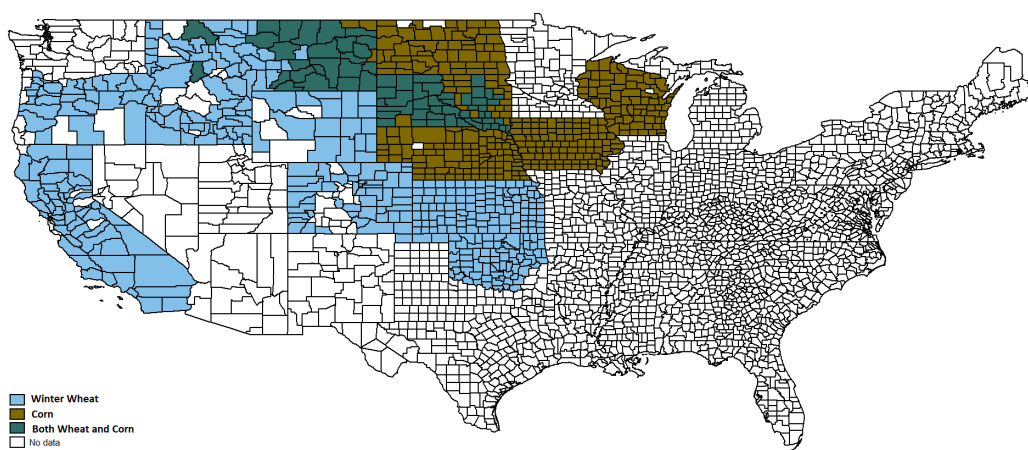 Winter Wheat
Corn
Both Wheat and Corn
No data